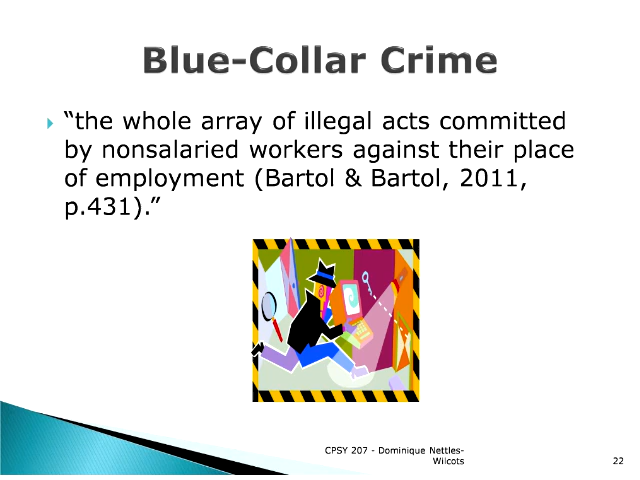 Blue-Collar Crime
“the whole array of illegal acts committed
by nonsalaried workers against their place
of employment (Bartol & Bartol, 2011,
p.431).”
CPSY 207 - Dominique Nettles-
Wilcots
22